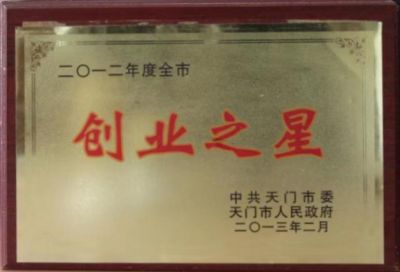 二〇一二年度全市
创业之星
中共天门市委
天门市人民政府
二〇一三年二月